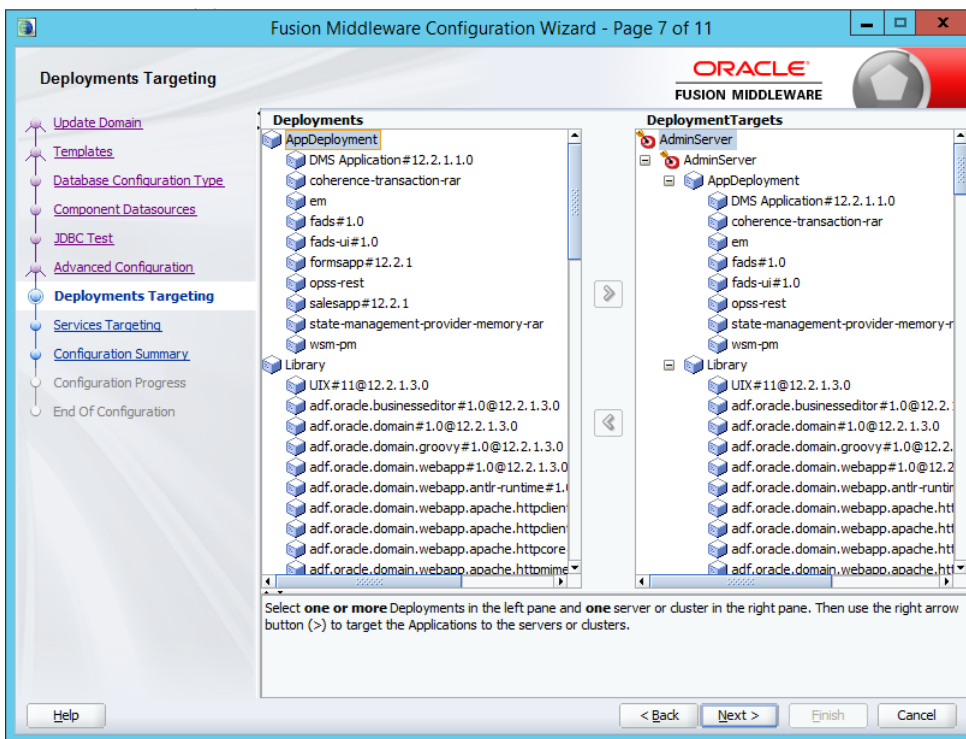 Fusion Middleware Configuration Wizard - Page 7 of 11
Deployments Targeting
ORACLE
FUSION MIDDLEWARE
Update Domain
Templates
Database Configuration Type
Component Datasources
JDBC Test
Advanced Configuration
Deployments Targeting
Services Targeting
Configuration Summary
Configuration Progress
End Of Configuration
Deployments
AppDeployment
DMS Application#12.2.1.1.0
coherence-transaction-rar
em
fads#1.0
fads-ui#1.0
formsapp#12.2.1
opss-rest
salesapp#12.2.1
state-management-provider-memory-rar
wsm-pm
Library
UIX#11@12.2.1.3.0
adf.oracle.businesseditor#1.0@12.2.1.3.0
adf.oracle.domain#1.0@12.2.1.3.0
adf.oracle.domain.groovy#1.0@12.2.1.3.0
adf.oracle.domain.webapp#1.0@12.2.1.3.0
adf.oracle.domain.webapp.antlr-runtime#1.
adf.oracle.domain.webapp.apache.httpclien
adf.oracle.domain.webapp.apache.httpclien
adf.oracle.domain.webapp.apache.httpcore
adf.oracle.domain.webapp.apache.httpmime
DeploymentTargets
AdminServer
AdminServer
AppDeployment
DMS Application#12.2.1.1.0
coherence-transaction-rar
em
fads#1.0
fads-ui#1.0
opss-rest
state-management-provider-memory-r
wsm-pm
Library
UIX#11@12.2.1.3.0
adf.oracle.businesseditor#1.0@12.2.
adf.oracle.domain#1.0@12.2.1.3.0
adf.oracle.domain.groovy#1.0@12.2.
adf.oracle.domain.webapp#1.0@12.2
adf.oracle.domain.webapp.antlr-runtin
adf.oracle.domain.webapp.apache.htt
adf.oracle.domain.webapp.apache.htt
adf.oracle.domain.webapp.apache.htt
adf.oracle.domain.webapp.apache.htt
Select one or more Deployments in the left pane and one server or cluster in the right pane. Then use the right arrow
button (>) to target the Applications to the servers or clusters.
Help
< Back
Next >
Finish
Cancel